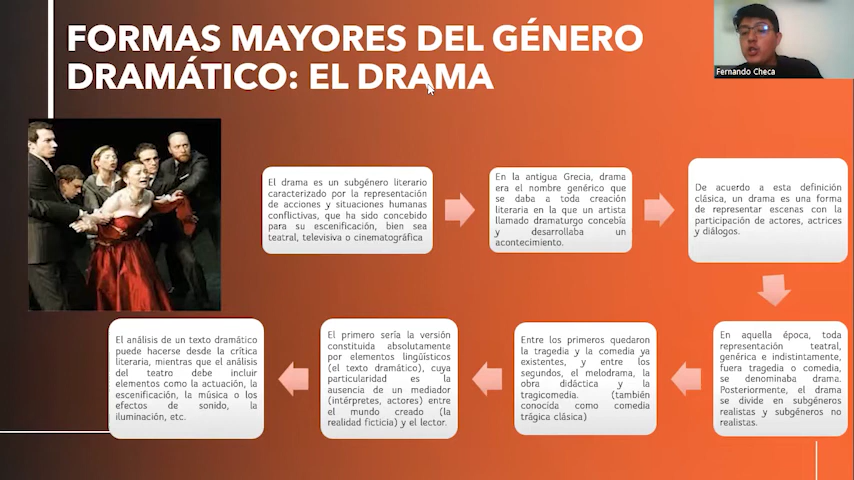 FORMAS MAYORES DEL GÉNERO
DRAMÁTICO: EL DRAMA
Fernando Checa
El drama es un subgénero literario
caracterizado por la representación
de acciones y situaciones humanas
conflictivas, que ha sido concebido
para su escenificación, bien sea
teatral, televisiva o cinematográfica
En la antigua Grecia, drama
era el nombre genérico que
se daba a toda creación
literaria en la que un artista
llamado dramaturgo concebía
y desarrollaba un
acontecimiento.
De acuerdo a esta definición
clásica, un drama es una forma
de representar escenas con la
participación de actores, actrices
y diálogos.
En aquella época, toda
representación teatral,
genérica e indistintamente,
fuera tragedia o comedia,
se denominaba drama.
Posteriormente, el drama
se divide en subgéneros
realistas y subgéneros no
realistas.
Entre los primeros quedaron
la tragedia y la comedia ya
existentes, y entre los
segundos, el melodrama, la
obra didáctica y la
tragicomedia. (también
conocida como comedia
trágica clásica)
El primero sería la versión
constituida absolutamente
por elementos lingüísticos
(el texto dramático), cuya
particularidad es la
ausencia de un mediador
(intérpretes, actores) entre
el mundo creado (la
realidad ficticia) y el lector.
El análisis de un texto dramático
puede hacerse desde la crítica
literaria, mientras que el análisis
del teatro debe incluir
elementos como la actuación, la
escenificación, la música o los
efectos de sonido, la
iluminación, etc.